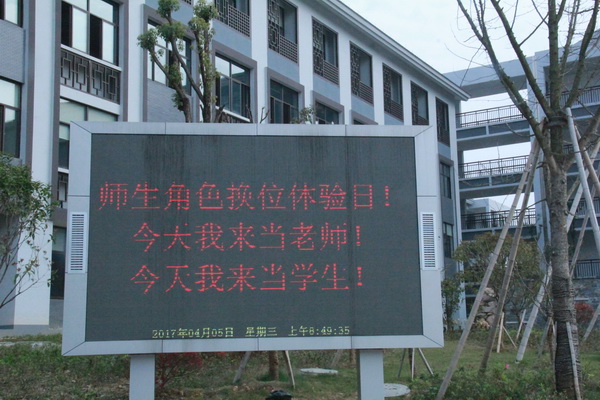 师生角色换位体验日！
今天我来当老师！
今天我来当学生！
2017年04月05日 星期三 上午8:49:35